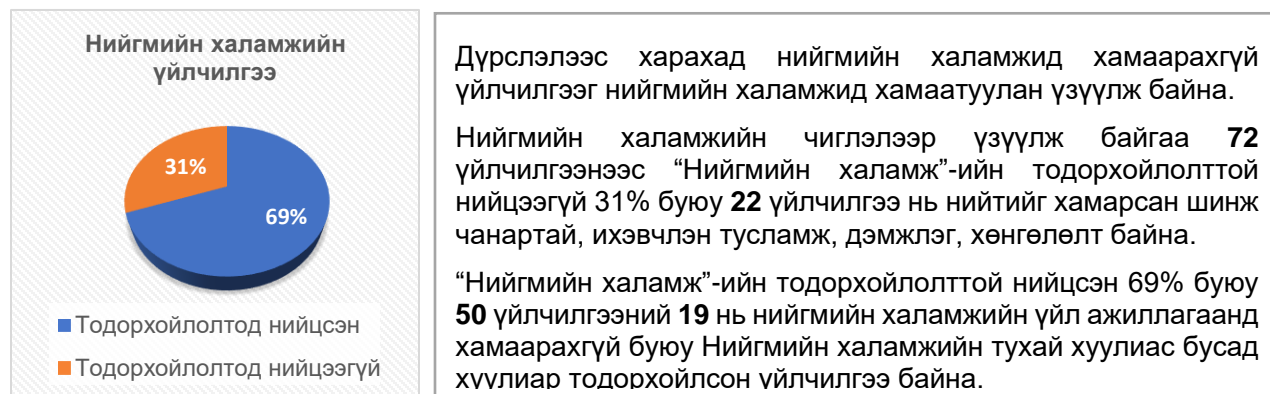 Нийгмийн халамжийн
үйлчилгээ
31%
69%
Тодорхойлолтод нийцсэн
Тодорхойлолтод нийцээгүй
Дүрслэлээс харахад нийгмийн халамжид хамаарахгүй
үйлчилгээг нийгмийн халамжид хамаатуулан үзүүлж байна.
Нийгмийн халамжийн чиглэлээр үзүүлж байгаа 72
үйлчилгээнээс “Нийгмийн халамж”-ийн тодорхойлолттой
нийцээгүй 31% буюу 22 үйлчилгээ нь нийтийг хамарсан шинж
чанартай, ихэвчлэн тусламж, дэмжлэг, хөнгөлөлт байна.
“Нийгмийн халамж”-ийн тодорхойлолттой нийцсэн 69% буюу
50 үйлчилгээний 19 нь нийгмийн халамжийн үйл ажиллагаанд
хамаарахгүй буюу Нийгмийн халамжийн тухай хуулиас бусад
хуулиар тодорхойлсон үйлчилгээ байна.